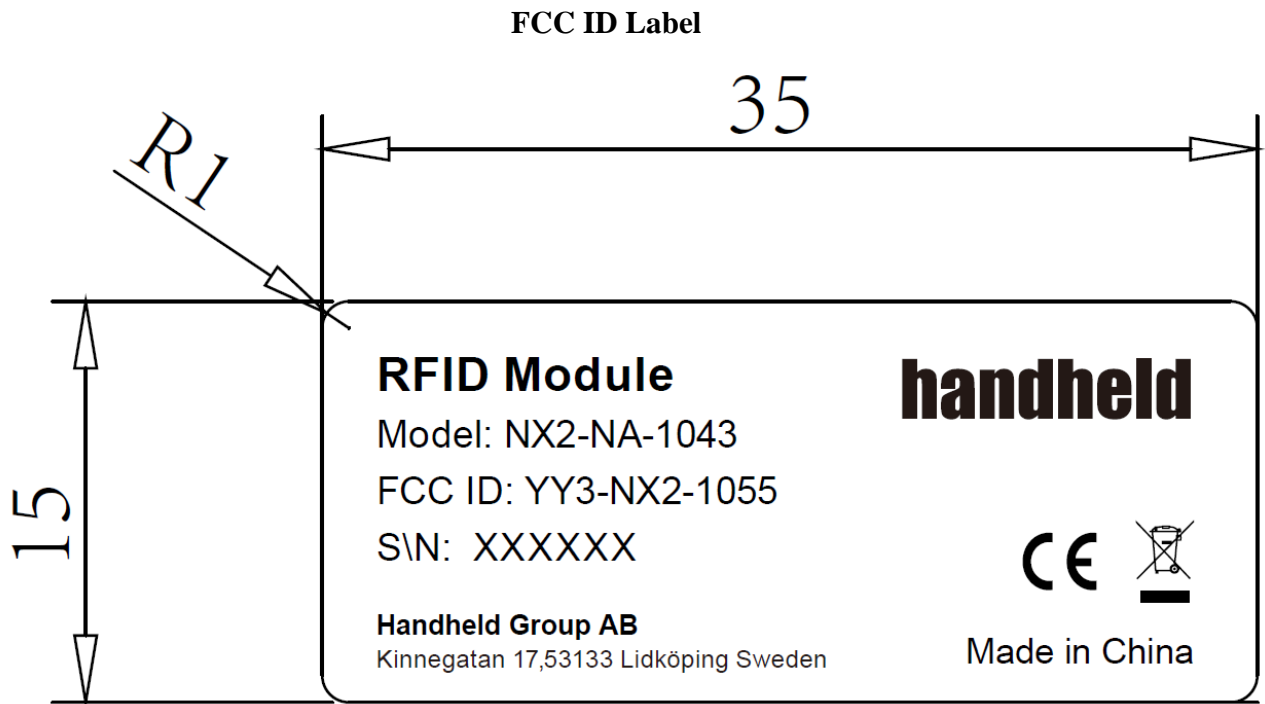 FCC ID Label
35
R1
15
RFID Module
handheld
Model: NX2-NA-1043
FCC ID: YY3-NX2-1055
S\N: XXXXXX
CE
Handheld Group AB
Kinnegatan 17,53133 Lidköping Sweden
Made in China